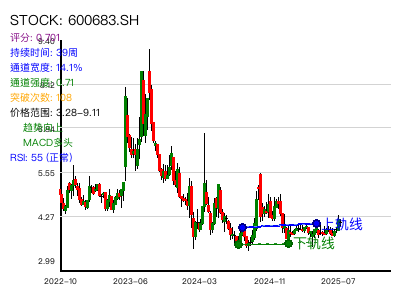 STOCK: 600683.SH
评分: 0.701
9.40
持续时间: 39周
通道宽度: 14.1%
通道强度: 0.71
突破次数: 108
价格范围: 3.28-9.11
趋势向上
MACD多头
RSI: 55 (正常)
5.55
4.27
2.99
上轨线
下轨线
2022-10
2023-06
2024-03
2024-11
2025-07